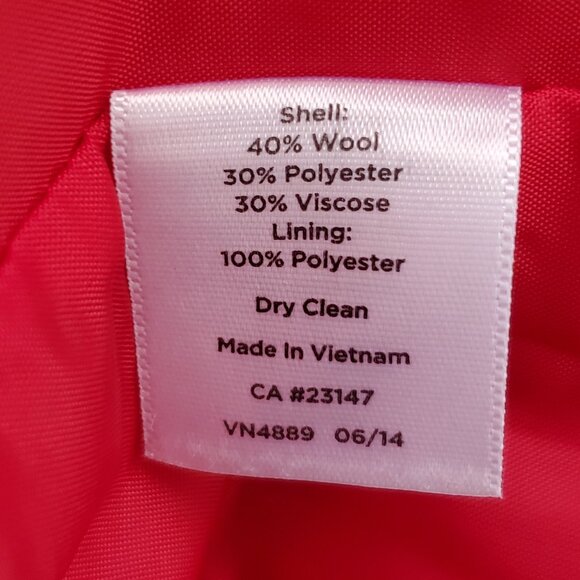 Shell:
40% Wool
30% Polyester
30% Viscose
Lining:
100% Polyester
Dry Clean
Made In Vietnam
CA #23147
VN4889 06/14